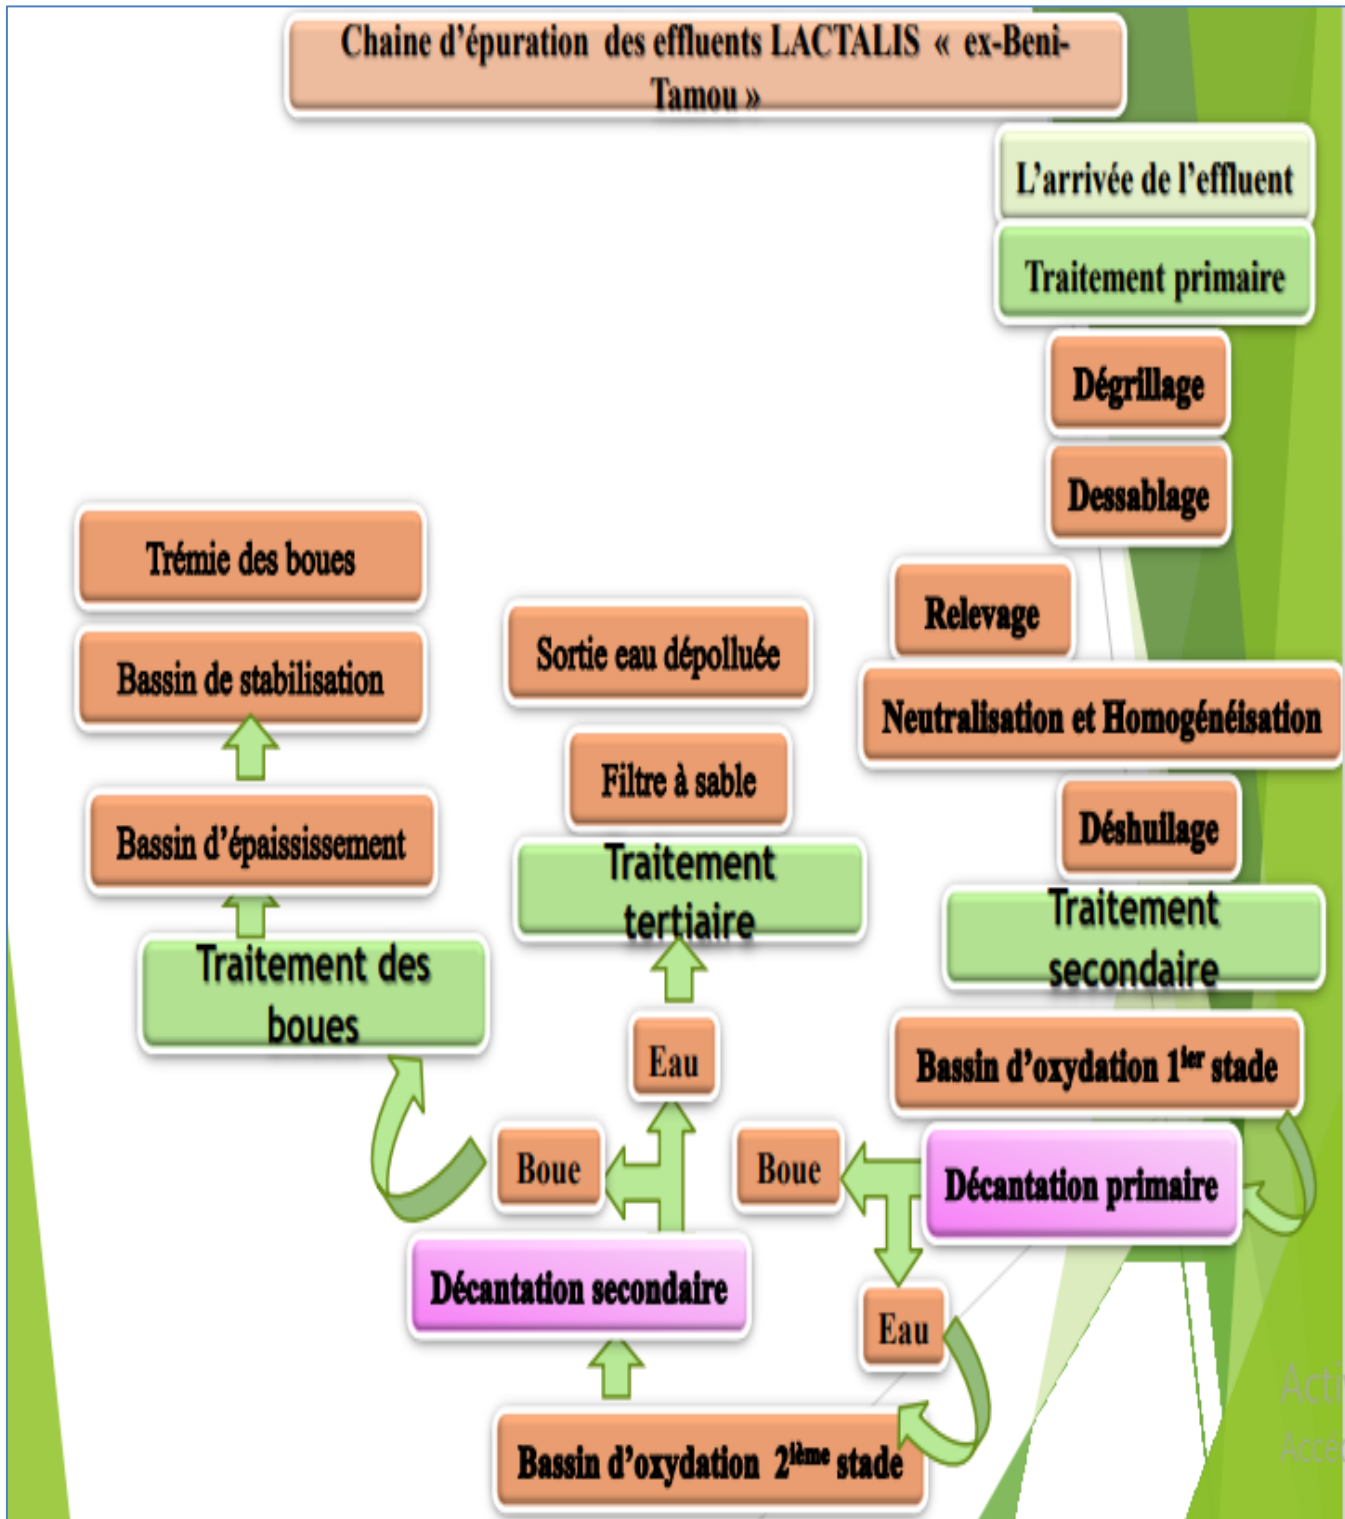 Chaine d’épuration des effluents LACTALIS « ex-Beni-
Tamou »
L’arrivée de l’effluent
Traitement primaire
Dégrillage
Dessablage
Relevage
Neutralisation et Homogénéisation
Déshuilage
Traitement
secondaire
Bassin d’oxydation 1ier stade
Décantation primaire
Boue
Eau
Bassin d’oxydation 2ième stade
Décantation secondaire
Boue
Eau
Traitement
tertiaire
Filtre à sable
Sortie eau dépolluée
Traitement des
boues
Bassin d’épaississement
Bassin de stabilisation
Trémie des boues